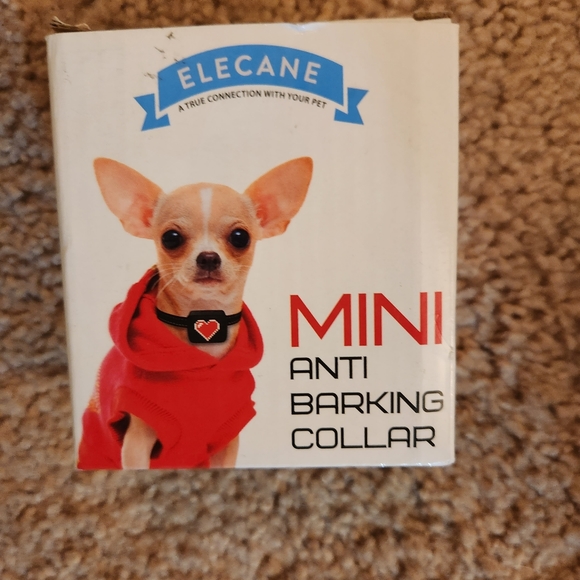 ELECANE
A TRUE CONNECTION WITH YOUR PET
MINI
ANTI
BARKING
COLLAR